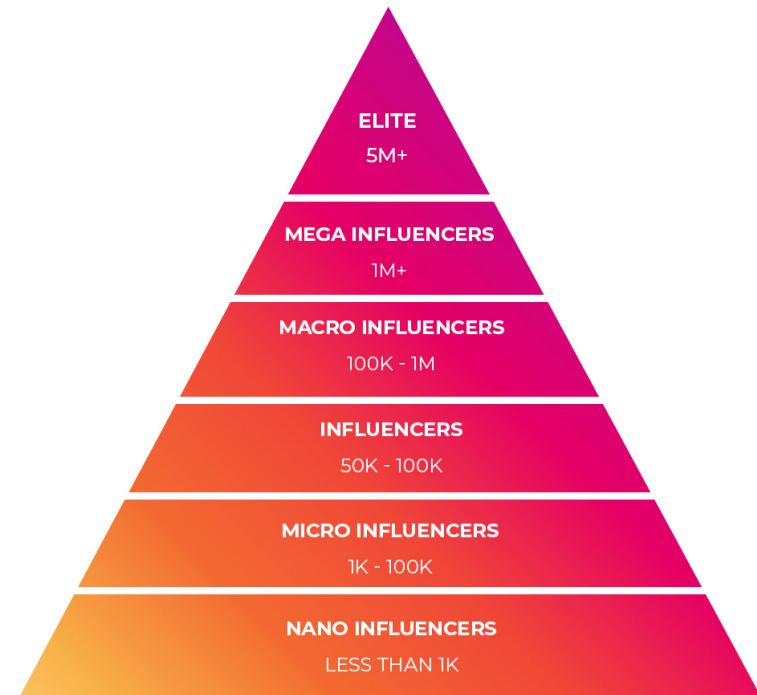 ELITE
5M+
MEGA INFLUENCERS
1M+
MACRO INFLUENCERS
100K - 1M
INFLUENCERS
50K - 100K
MICRO INFLUENCERS
1K - 100K
NANO INFLUENCERS
LESS THAN 1K